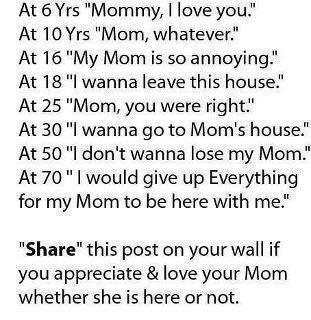 At 6 Yrs "Mommy, I love you."
At 10 Yrs "Mom, whatever."
At 16 "My Mom is so annoying."
At 18 "I wanna leave this house."
At 25 "Mom, you were right."
At 30 "I wanna go to Mom's house."
At 50 "I don't wanna lose my Mom."
At 70 " I would give up Everything
for my Mom to be here with me."
"Share" this post on your wall if
you appreciate & love your Mom
whether she is here or not.